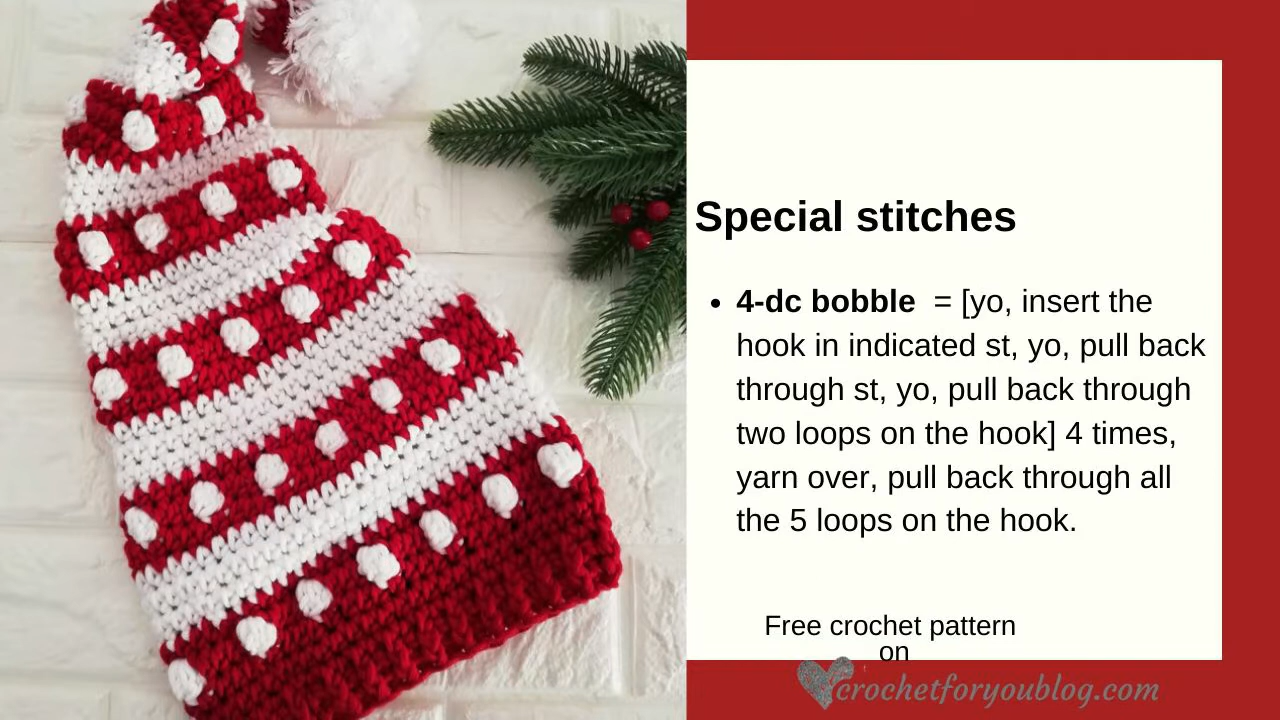 Special stitches
• 4-dc bobble = [yo, insert the
hook in indicated st, yo, pull back
through st, yo, pull back through
two loops on the hook] 4 times,
yarn over, pull back through all
the 5 loops on the hook.
Free crochet pattern
on
crochetforyoublog.com